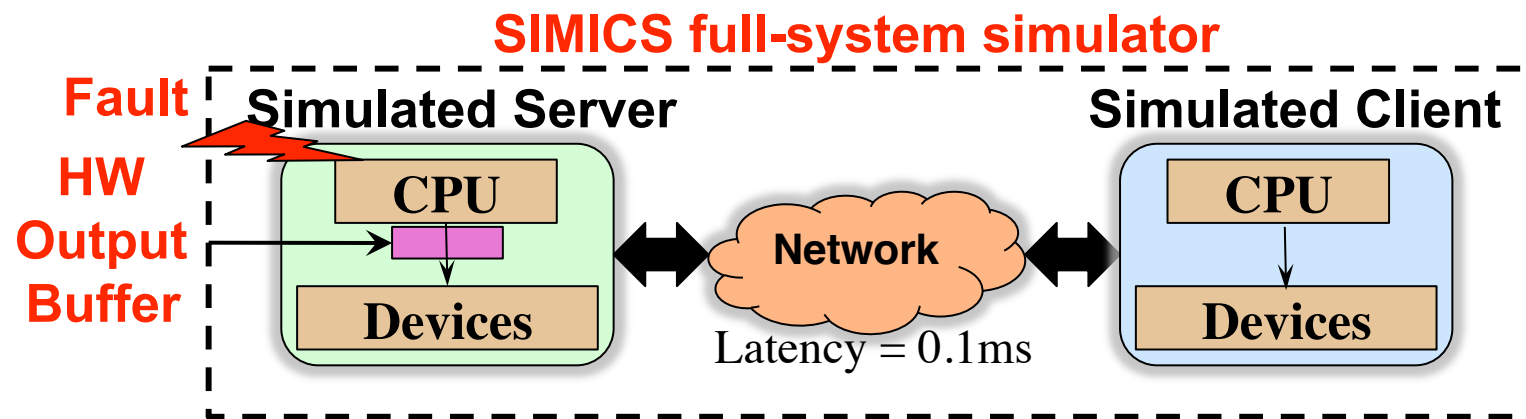 SIMICS full-system simulator
Fault
Simulated Server
Simulated Client
HW
Output
Buffer
CPU
Devices
Network
Latency = 0.1ms
CPU
Devices